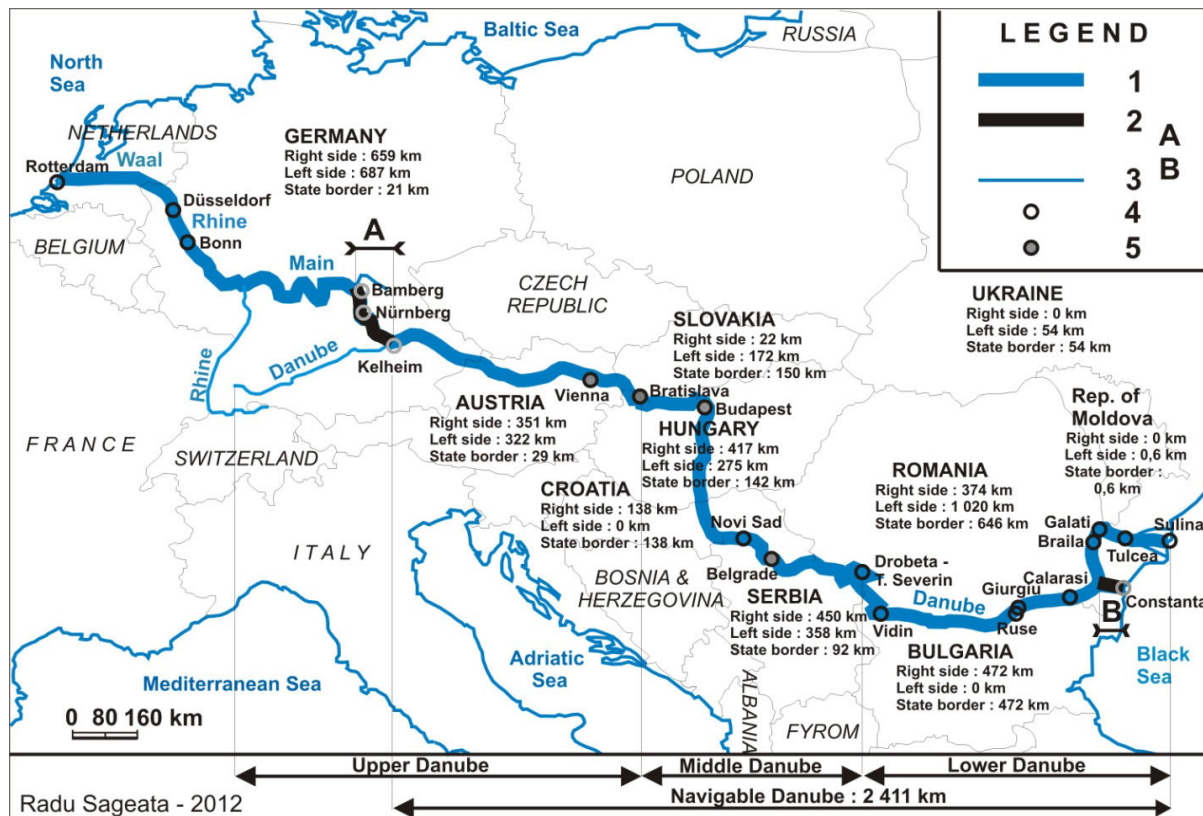 Baltic Sea
RUSSIA
North
Sea
NETHERLANDS
Waal
Rotterdam
GERMANY
Right side : 659 km
Left side : 687 km
State border : 21 km
POLAND
Düsseldorf
Rhine
Bonn
BELGIUM
Main
A
Bamberg
Nürnberg
Kelheim
Rhine
Danube
CZECH
REPUBLIC
LEGEND
1
2
A
B
3
4
5
UKRAINE
Right side : 0 km
Left side : 54 km
State border : 54 km
SLOVAKIA
Right side : 22 km
Left side : 172 km
State border : 150 km
Vienna
Bratislava
Budapest
Rep. of
Moldova
Right side : 0 km
Left side : 0,6 km
State border :
0,6 km
FRANCE
SWITZERLAND
AUSTRIA
Right side : 351 km
Left side : 322 km
State border : 29 km
HUNGARY
Right side : 417 km
Left side : 275 km
State border : 142 km
ROMANIA
Right side : 374 km
Left side : 1 020 km
State border : 646 km
CROATIA
Right side : 138 km
Left side : 0 km
State border : 138 km
ITALY
Novi Sad
Belgrade
Galati
Braila
Sulina
Tulcea
Drobeta -
T. Severin
BOSNIA &
HERZEGOVINA
SERBIA
Right side : 450 km
Left side : 358 km
State border : 92 km
Danube
Giurgiu
Calarasi
Vidin
Ruse
Constanta
B
BULGARIA
Right side : 472 km
Left side : 0 km
State border : 472 km
Black
Sea
Mediterranean Sea
Adriatic
Sea
ALBANIA
FYROM
0 80 160 km
Upper Danube
Middle Danube
Lower Danube
Navigable Danube : 2 411 km
Radu Sageata - 2012